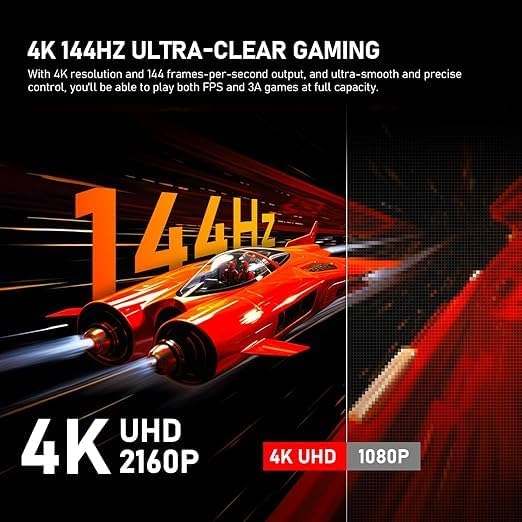 4K 144HZ ULTRA-CLEAR GAMING
With 4K resolution and 144 frames-per-second output, and ultra-smooth and precise
control, you'll be able to play both FPS and 3A games at full capacity.
144Hz
4K UHD
2160P
4K UHD 1080P